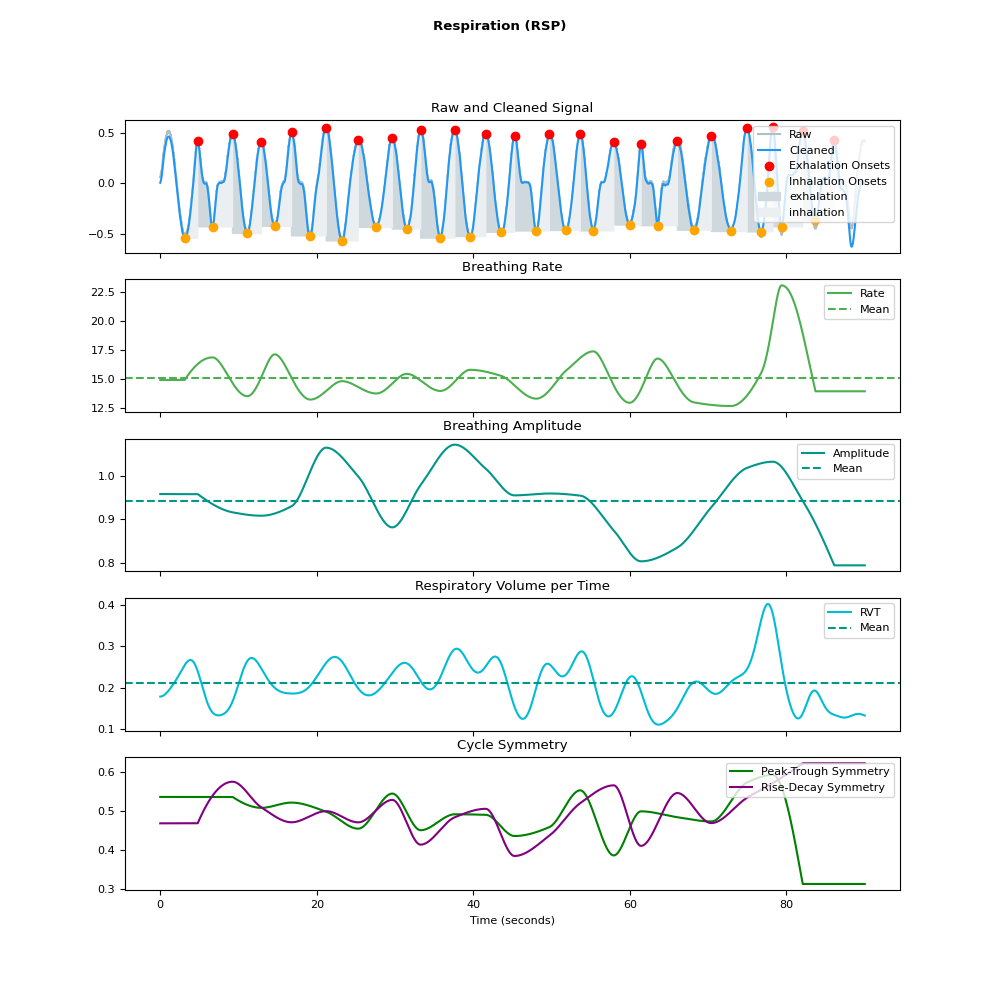 Respiration (RSP)
Raw and Cleaned Signal
0.5
0.0
−0.5
Raw
Cleaned
Exhalation Onsets
Inhalation Onsets
exhalation
inhalation
Breathing Rate
22.5
20.0
17.5
15.0
12.5
Rate
Mean
Breathing Amplitude
1.0
0.9
0.8
Amplitude
Mean
Respiratory Volume per Time
0.4
0.3
0.2
0.1
RVT
Mean
Cycle Symmetry
0.6
0.5
0.4
0.3
Peak-Trough Symmetry
Rise-Decay Symmetry
0 20 40 60 80
Time (seconds)